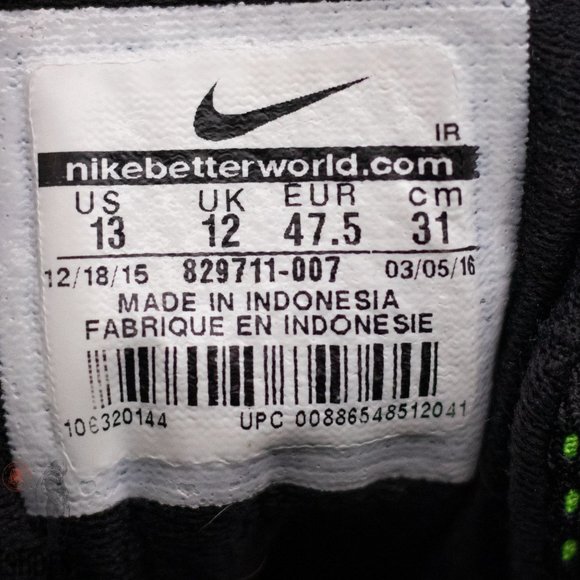 IR
nikebetterworld.com
US UK EUR cm
13 12 47.5 31
12/18/15 829711-007 03/05/16
MADE IN INDONESIA
FABRIQUE EN INDONESIE
106320144 UPC 00886548512041